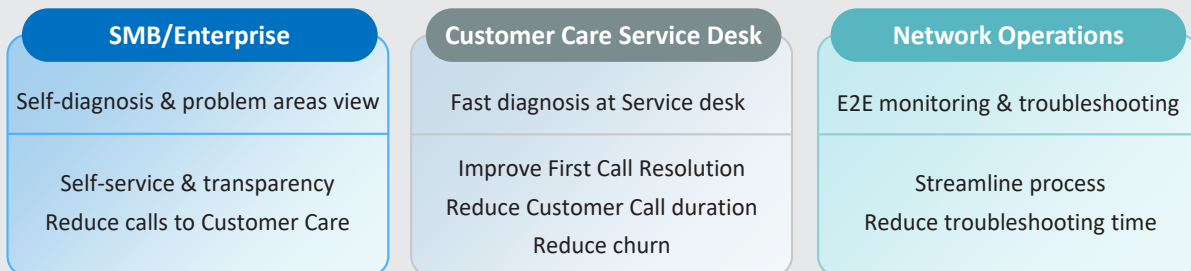 SMB/Enterprise
Self-diagnosis & problem areas view
Self-service & transparency
Reduce calls to Customer Care
Customer Care Service Desk
Fast diagnosis at Service desk
Improve First Call Resolution
Reduce Customer Call duration
Reduce churn
Network Operations
E2E monitoring & troubleshooting
Streamline process
Reduce troubleshooting time